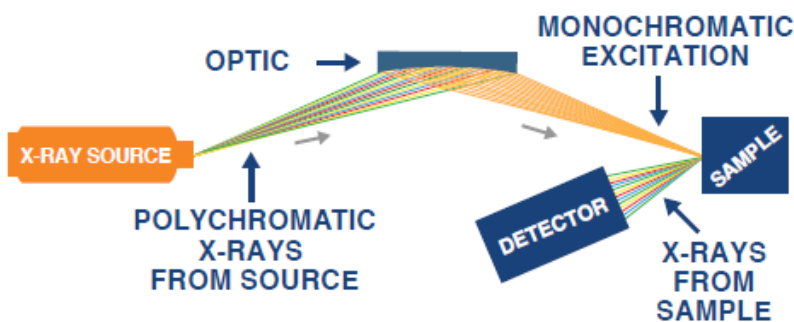 MONOCHROMATIC
EXCITATION
OPTIC
X-RAY SOURCE
SAMPLE
DETECTOR
POLYCHROMATIC
X-RAYS
FROM SOURCE
X-RAYS
FROM
SAMPLE